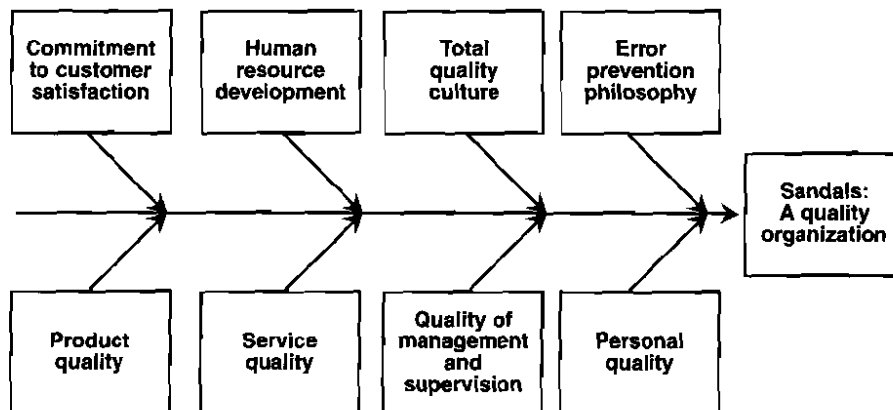 Commitment
to customer
satisfaction
Human
resource
development
Total
quality
culture
Error
prevention
philosophy
Sandals:
A quality
organization
Product
quality
Service
quality
Quality of
management
and
supervision
Personal
quality